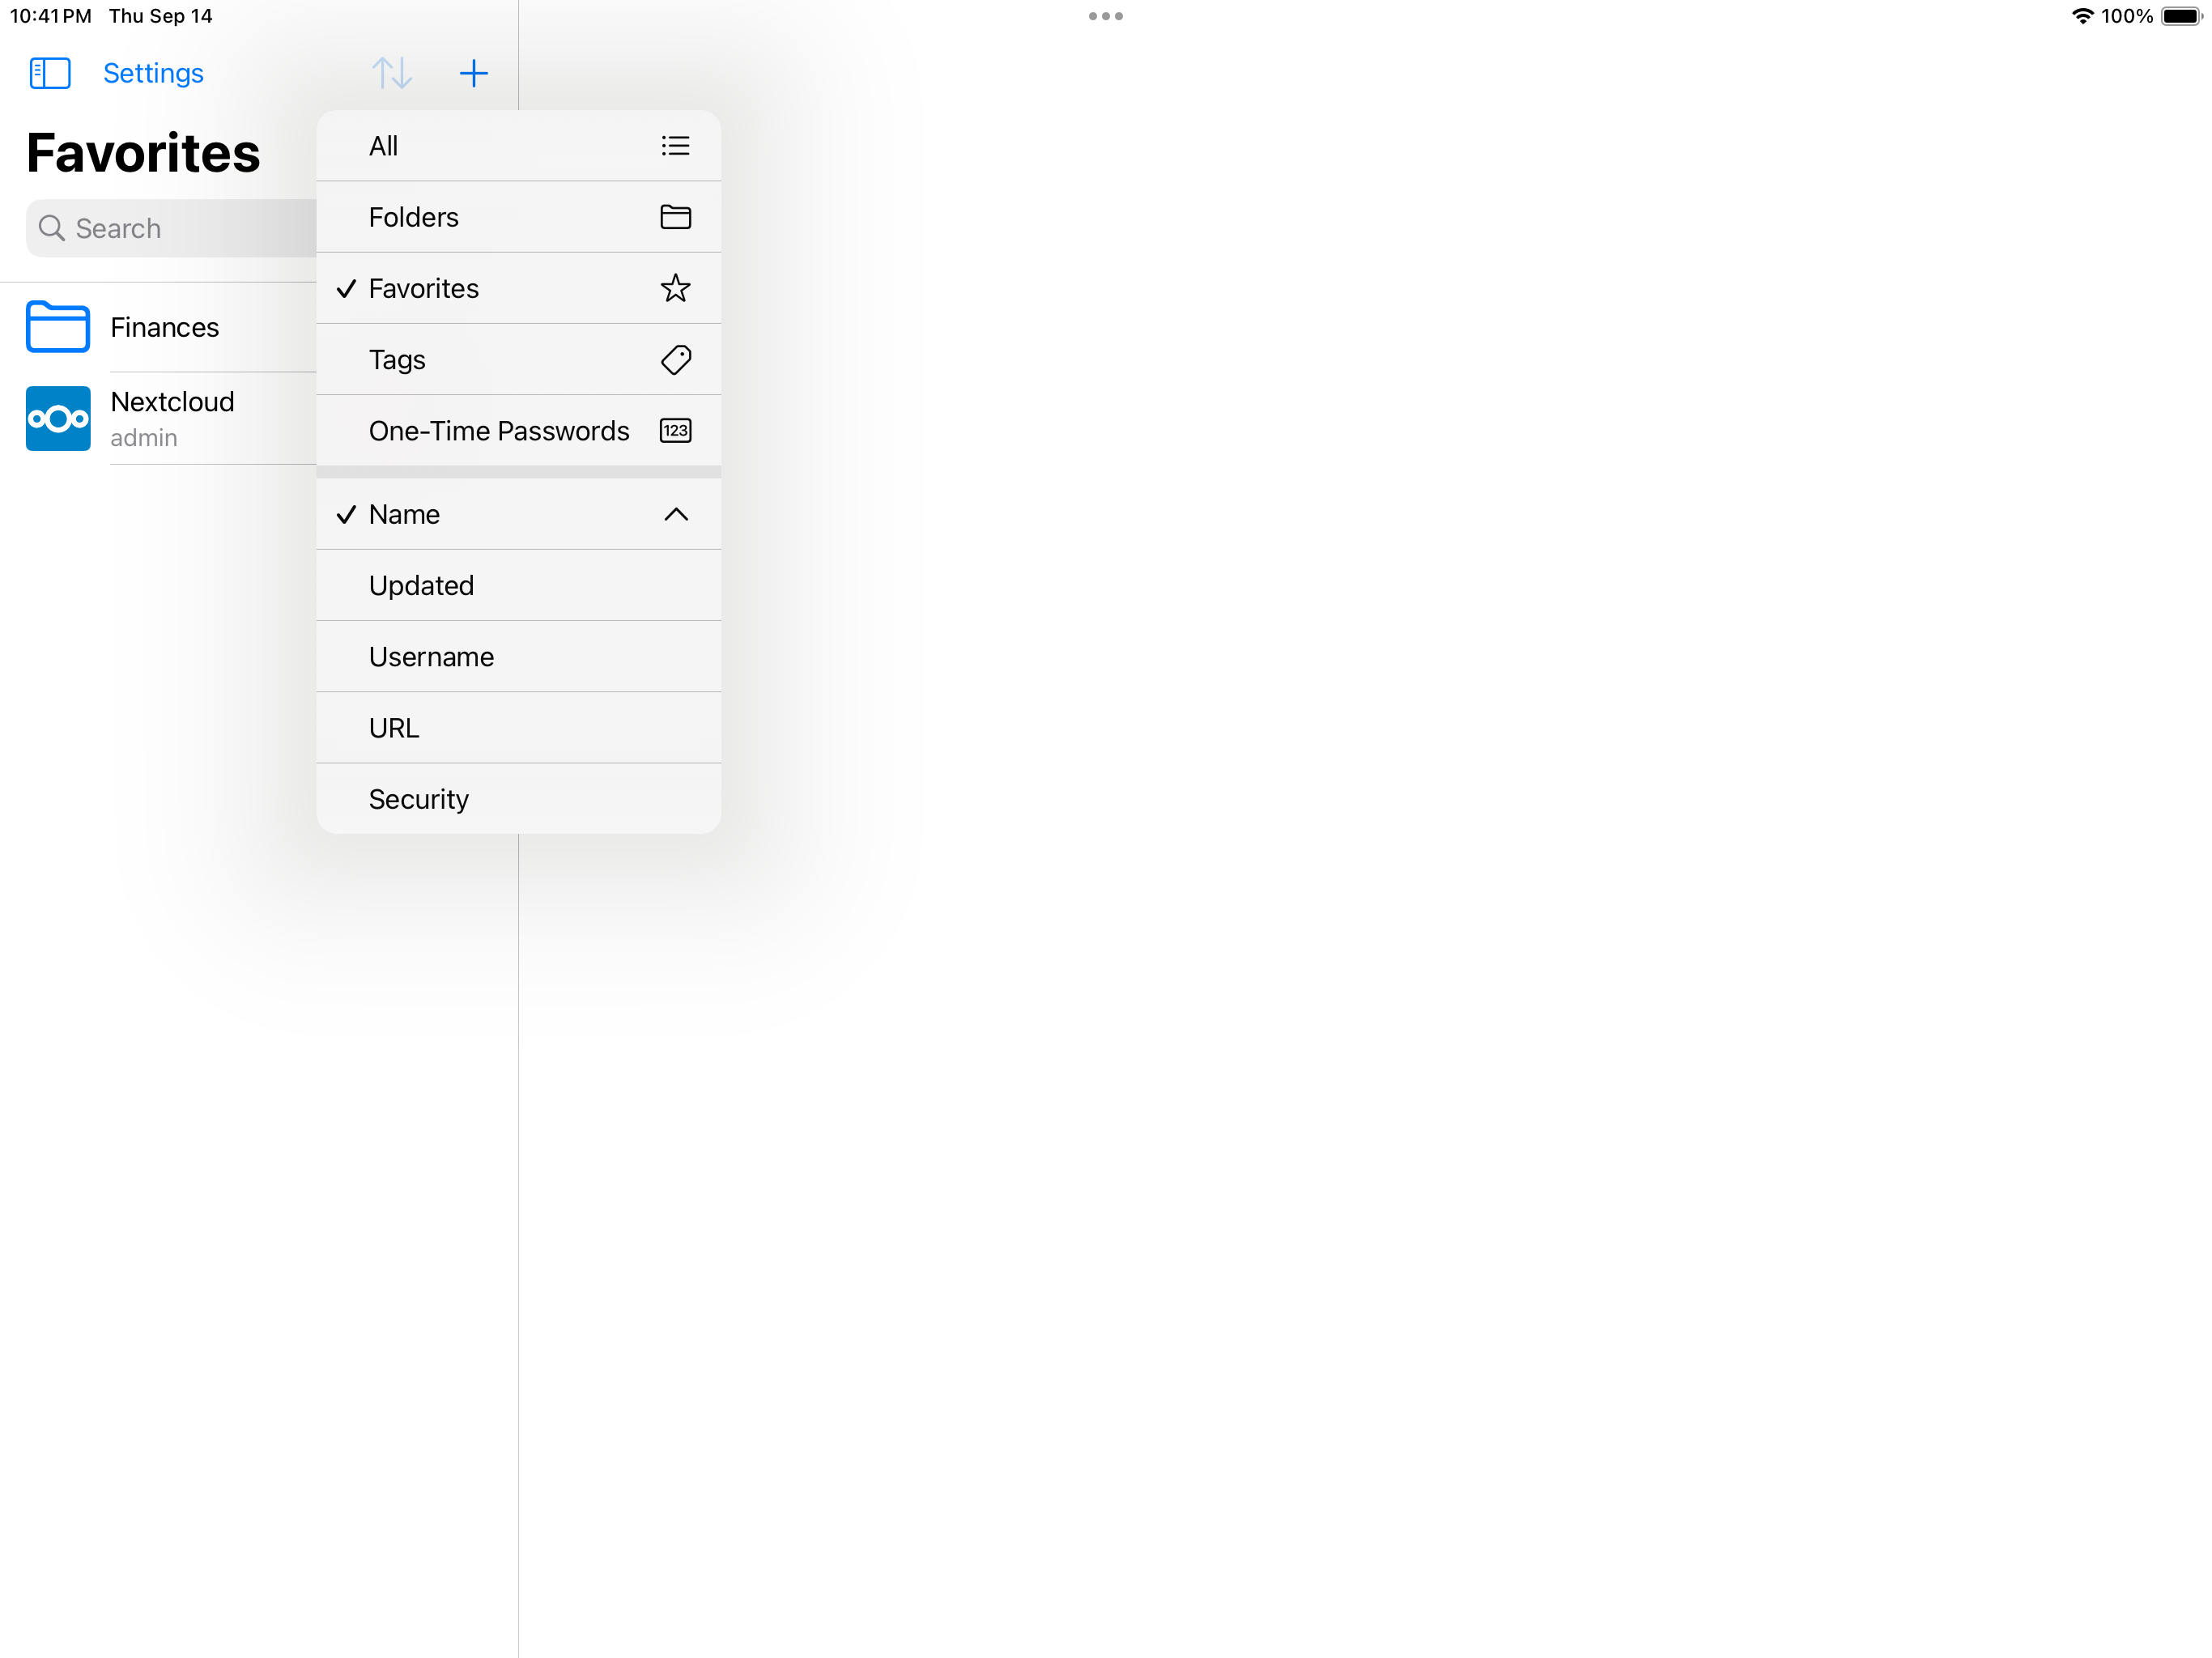 10:41 PM Thu Sep 14
100%
Settings
Favorites
Search
Finances
Nextcloud
admin
All
Folders
Favorites
Tags
One-Time Passwords
123
Name
Updated
Username
URL
Security